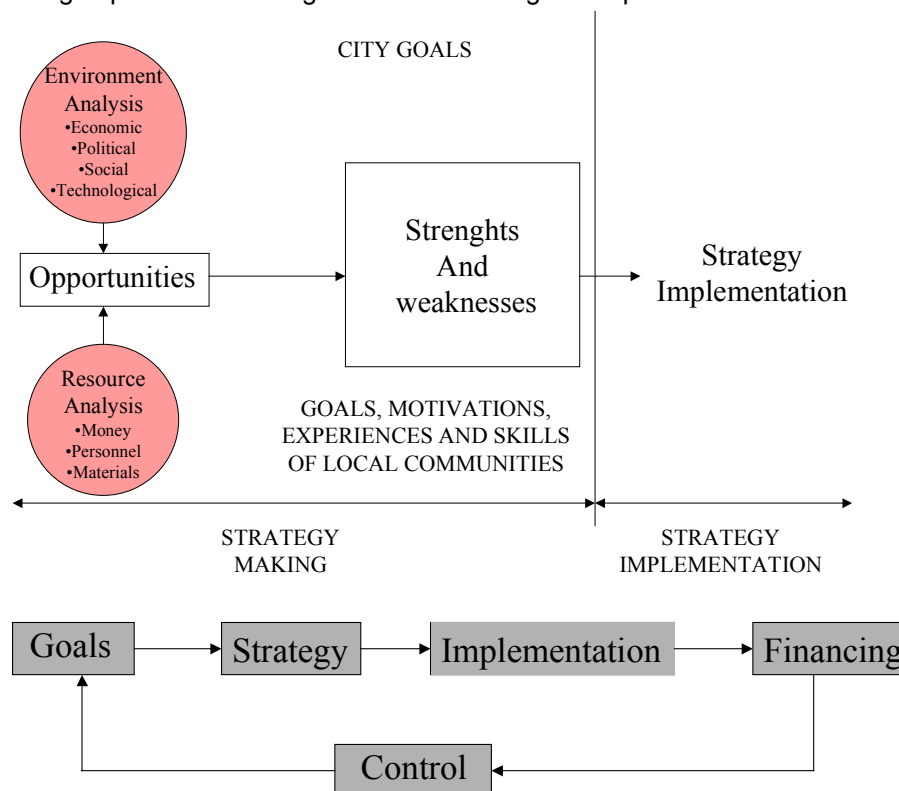 CITY GOALS
Environment
Analysis
•Economic
•Political
•Social
•Technological
Opportunities
Strenghts
And
weaknesses
Strategy
Implementation
Resource
Analysis
•Money
•Personnel
•Materials
GOALS, MOTIVATIONS,
EXPERIENCES AND SKILLS
OF LOCAL COMMUNITIES
STRATEGY
MAKING
STRATEGY
IMPLEMENTATION
Goals
Strategy
Implementation
Financing
Control